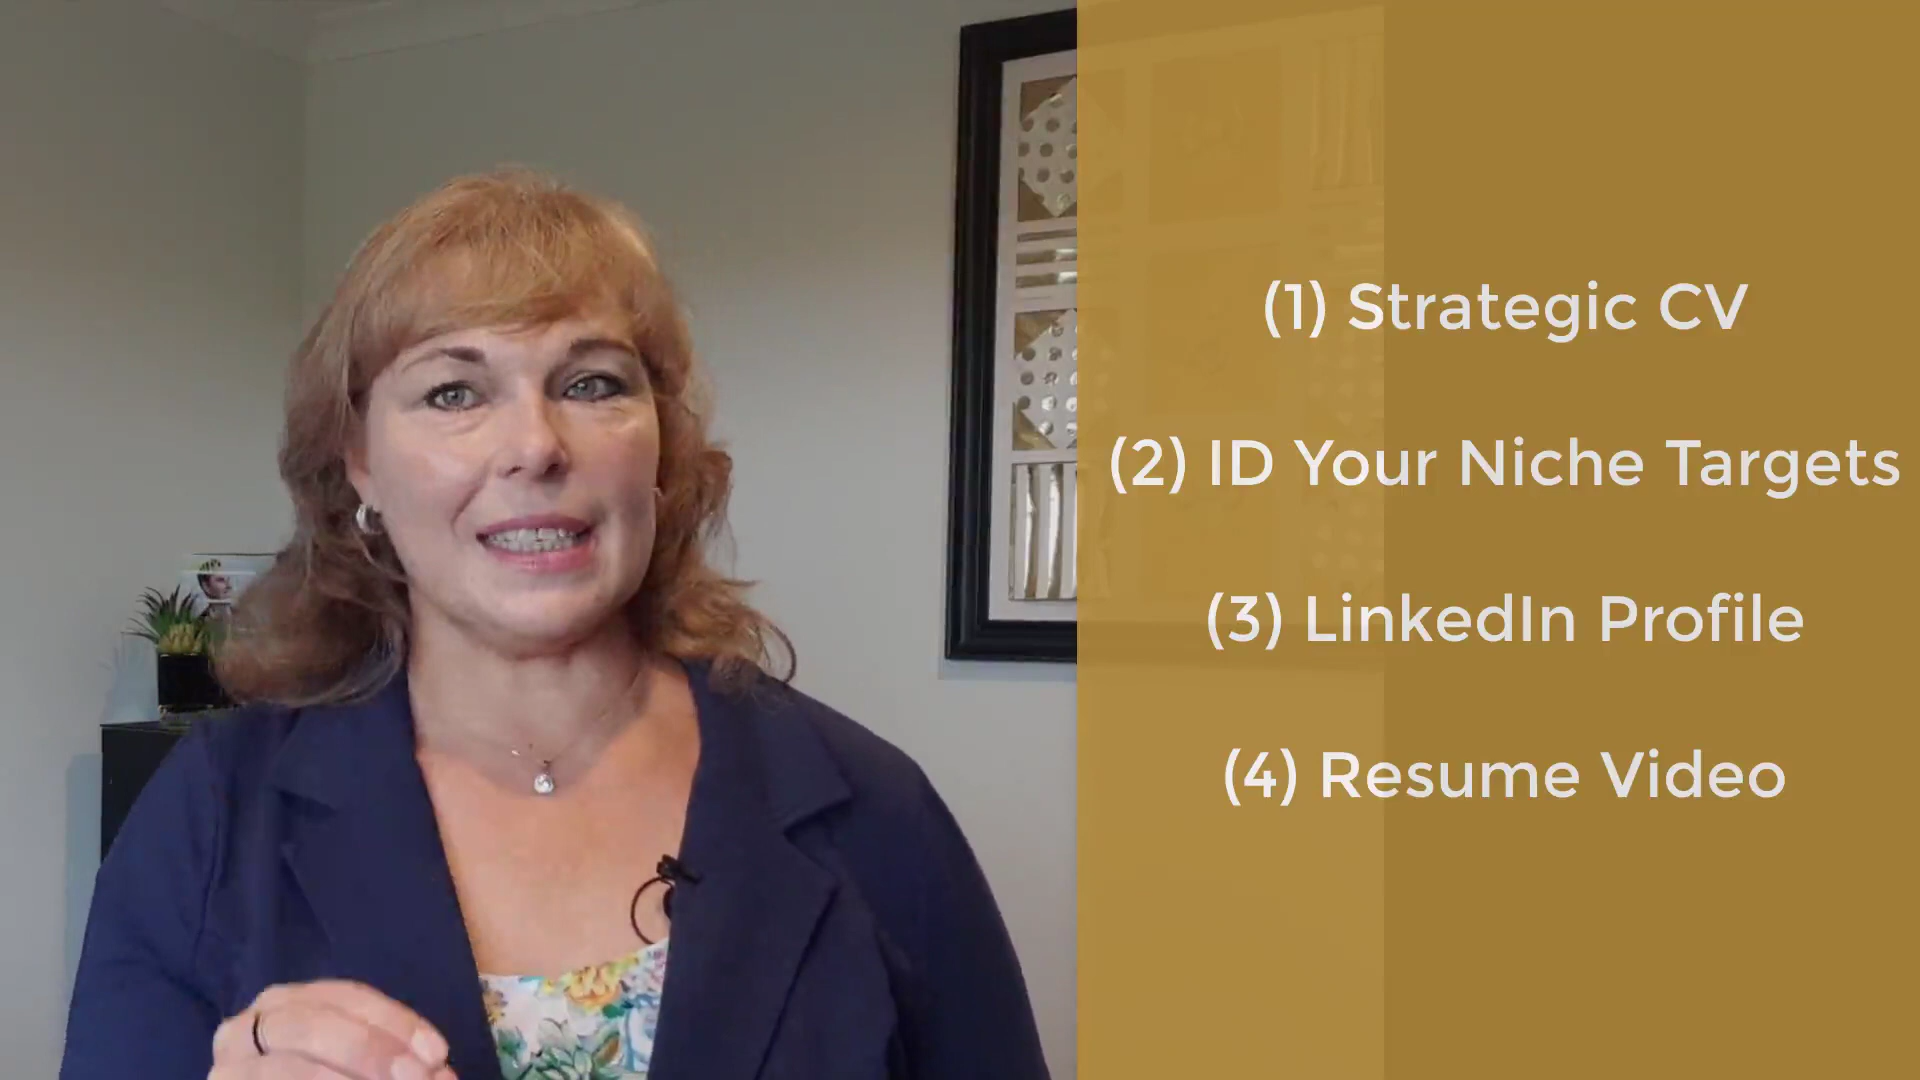 (1) Strategic CV
(2) ID Your Niche Targets
(3) LinkedIn Profile
(4) Resume Video